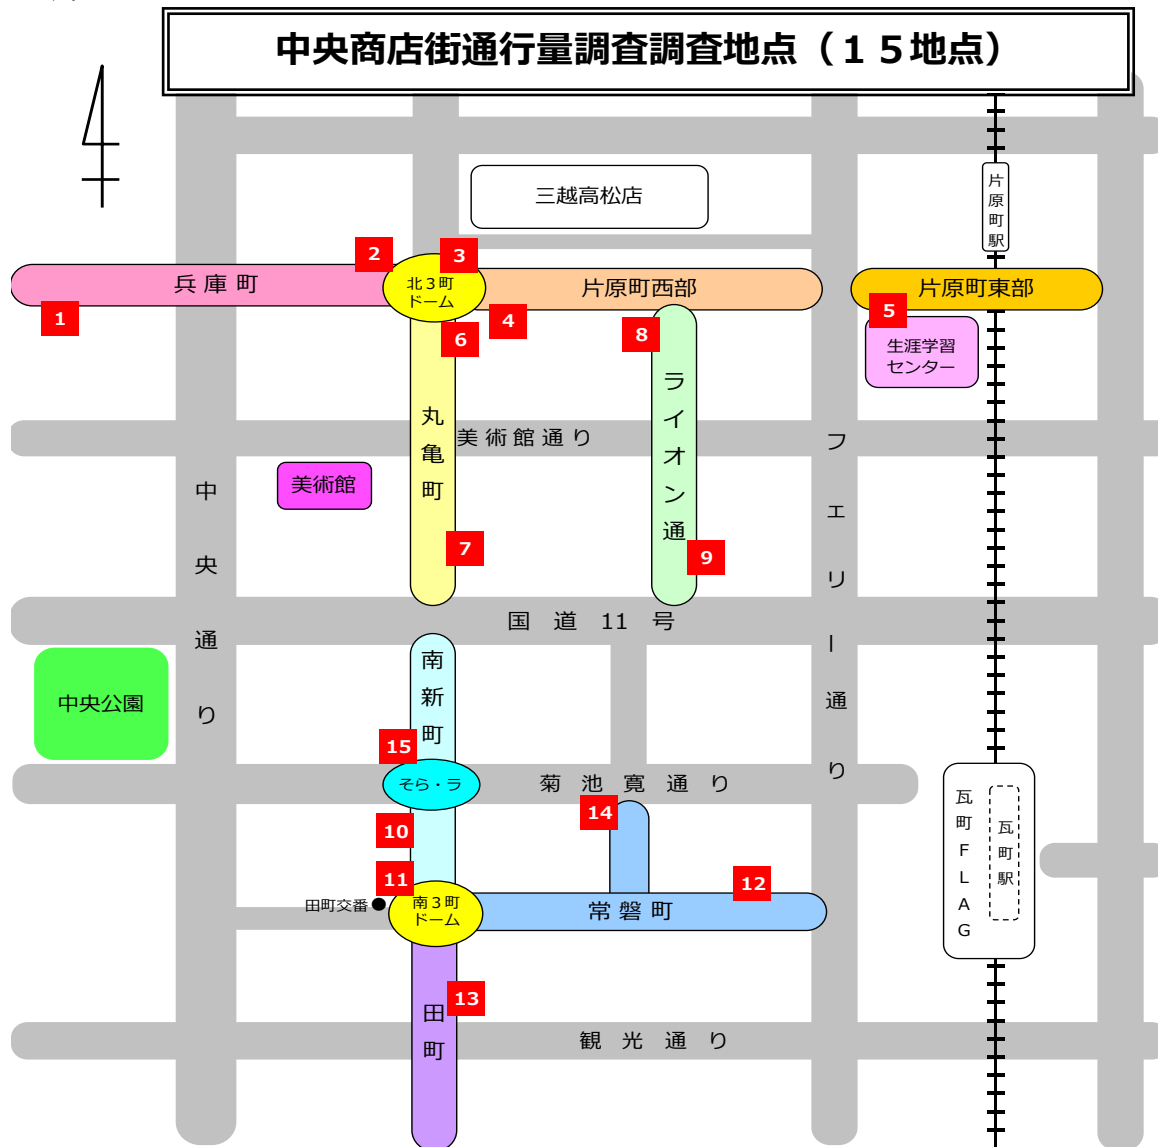 中央商店街通行量調査調査地点（１５地点）
三越高松店
片原町駅
2
3
兵庫町
北３町
ドーム
片原町西部
片原町東部
1
4
5
6
8
生涯学習
センター
ライオン通
丸亀町
美術館通り
フェリー通り
中央通り
美術館
7
9
国道11号
南新町
中央公園
15
そら・ラ
菊池寛通り
瓦町ＦＬＡＧ
瓦町駅
14
10
11
12
田町交番
南３町
ドーム
常磐町
13
田町
観光通り